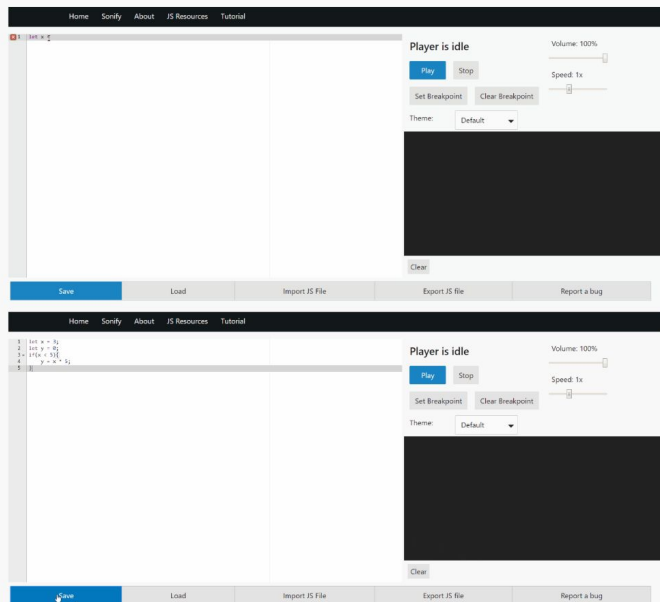 Home Sonify About JS Resources Tutorial
1 let x =
Player is idle
Volume: 100%
Play Stop
Speed: 1x
Set Breakpoint Clear Breakpoint
Theme: Default
Clear
Save Load Import JS File Export JS file Report a bug
Home Sonify About JS Resources Tutorial
1 let x = 3;
2 let y = 0;
3 if(x < 5){
4 y = x * 5;
5 }
Player is idle
Volume: 100%
Play Stop
Speed: 1x
Set Breakpoint Clear Breakpoint
Theme: Default
Clear
Save Load Import JS File Export JS file Report a bug